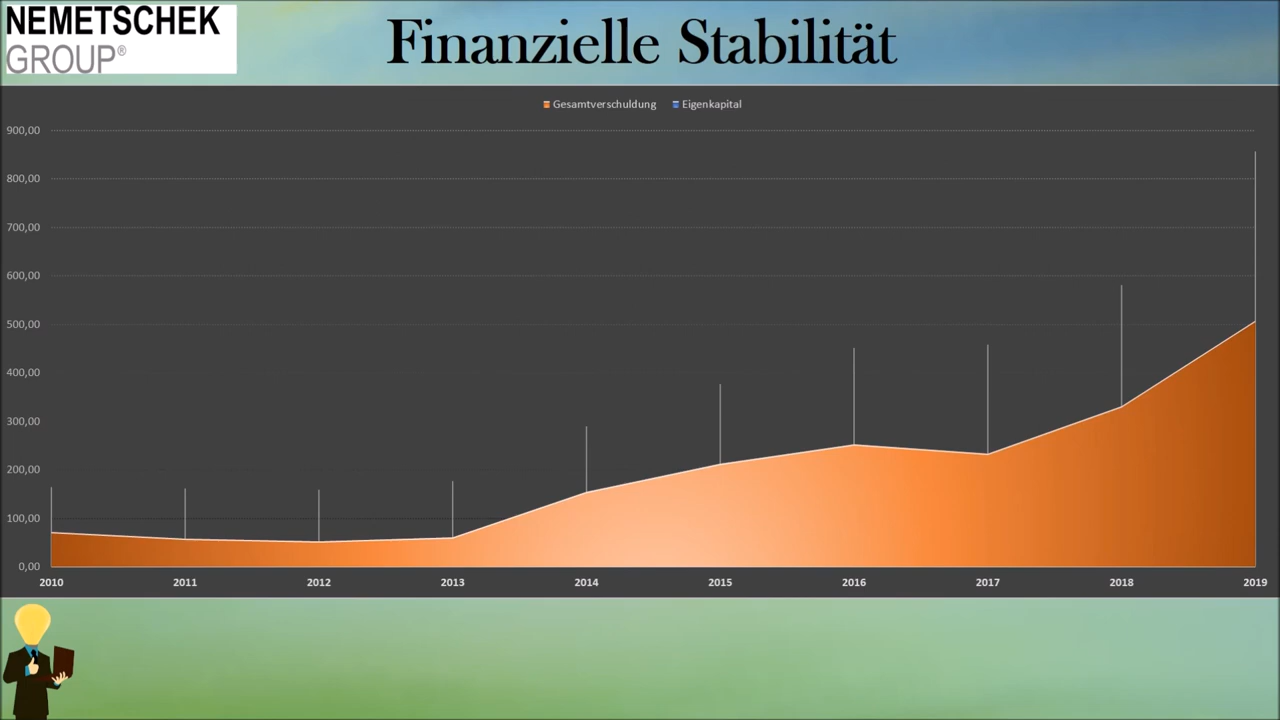 NEMETSCHEK
GROUP®
Finanzielle Stabilität
Gesamtverschuldung Eigenkapital
900,00
800,00
700,00
600,00
500,00
400,00
300,00
200,00
100,00
0,00
2010 2011 2012 2013 2014 2015 2016 2017 2018 2019